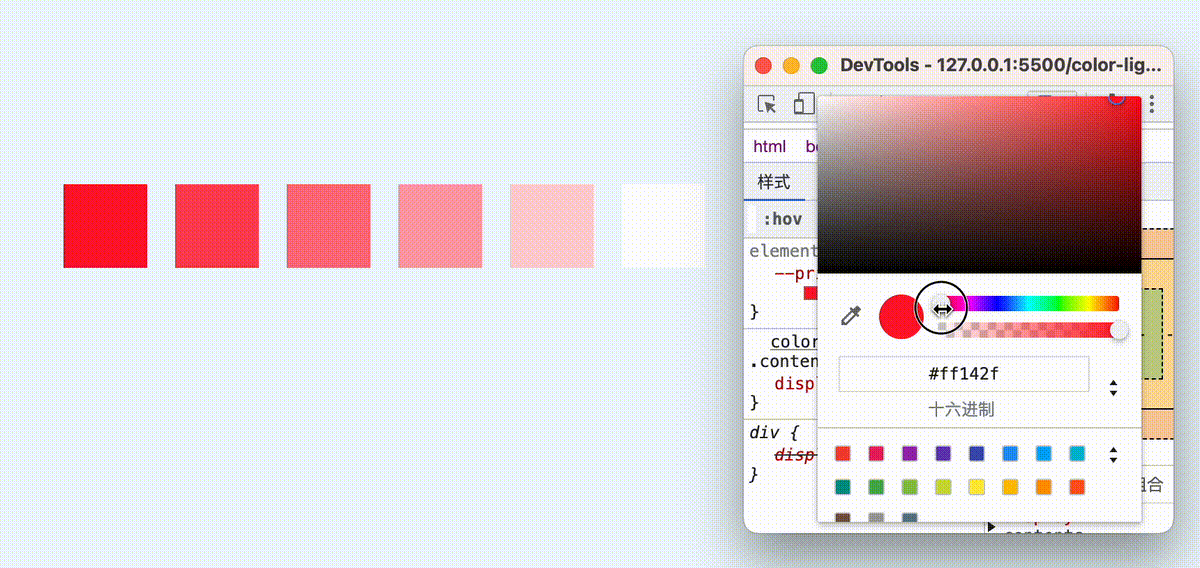 DevTools - 127.0.0.1:5500/color-lig...
html
样式
:hov
element
--pr
}
color
.conten
disp
}
div {
disp
}
#ff142f
十六进制
组合